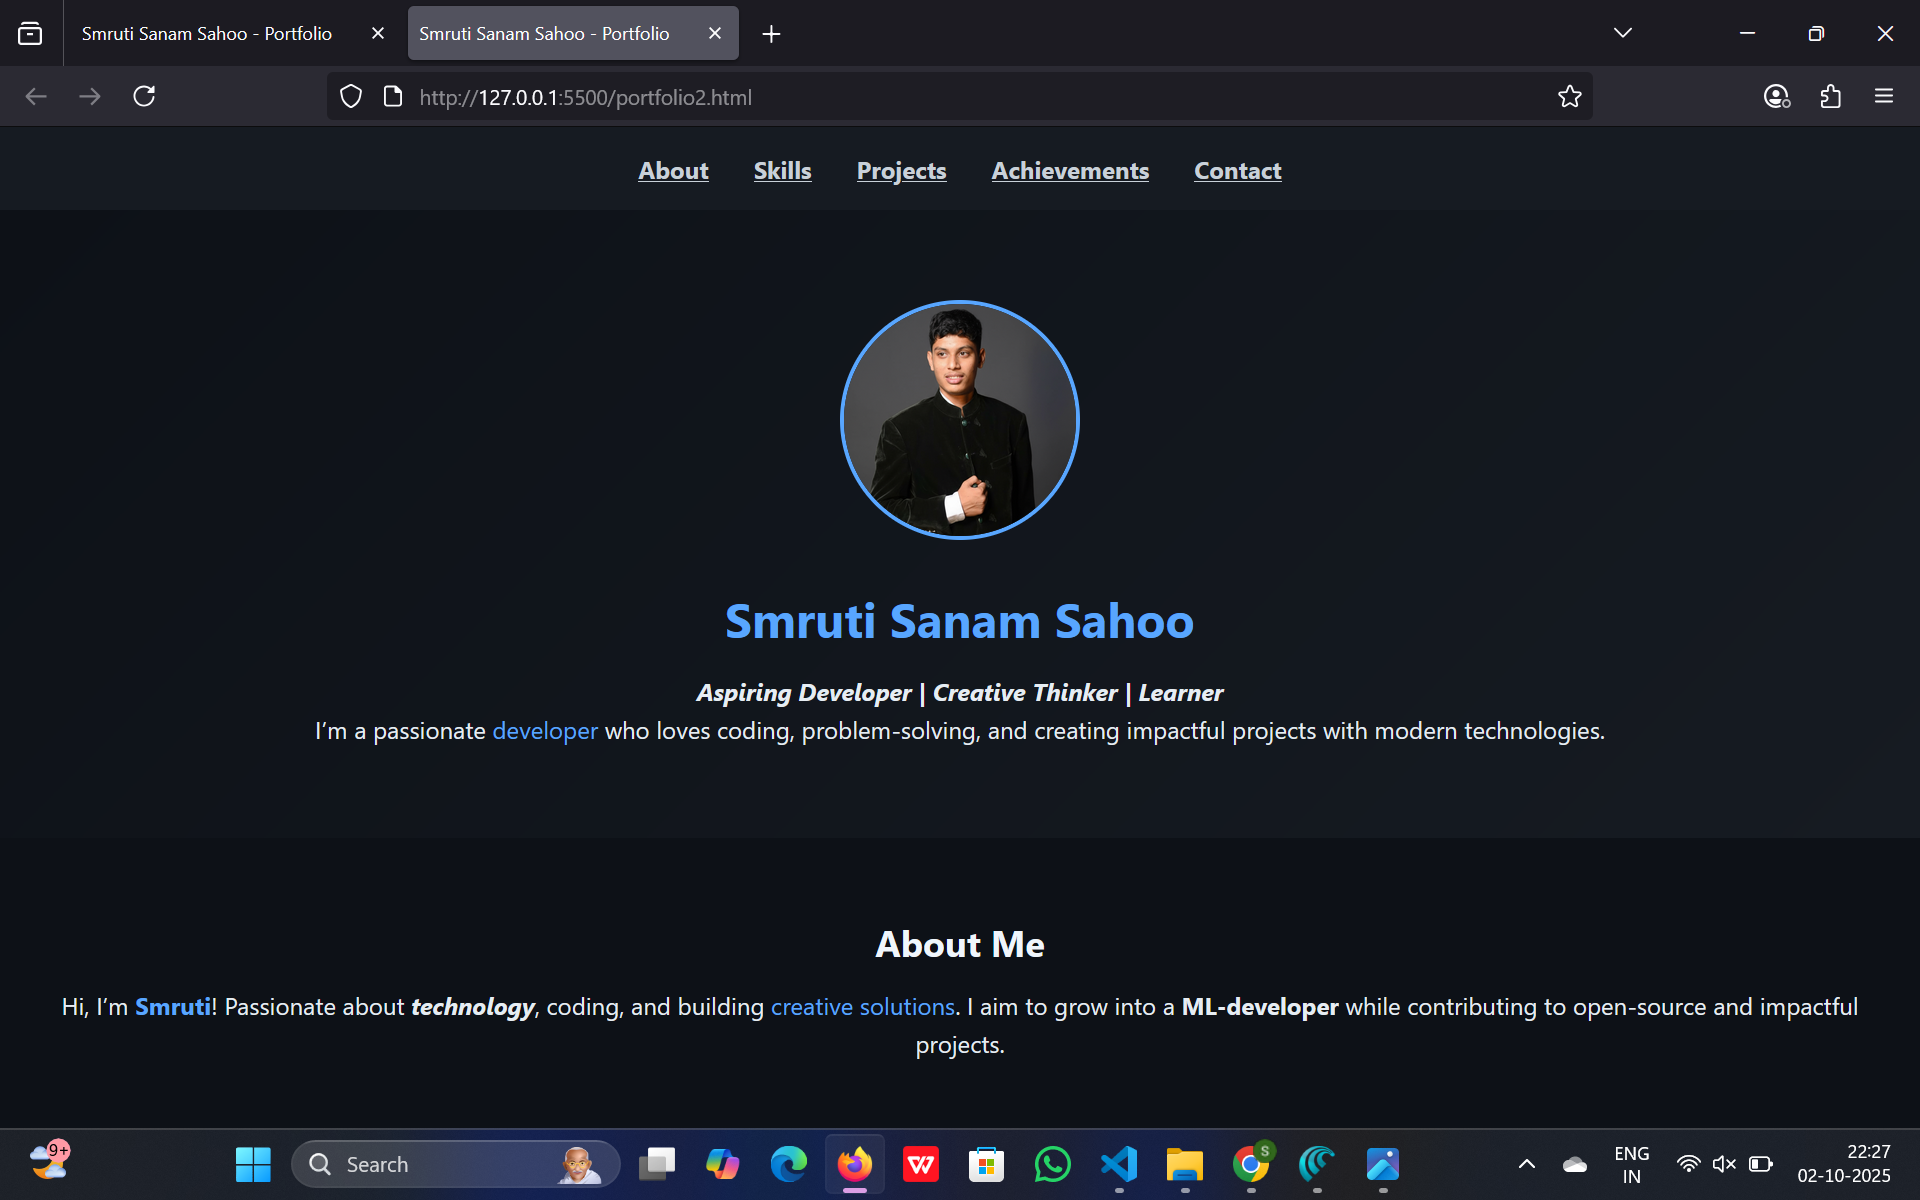 Smruti Sanam Sahoo - Portfolio
Smruti Sanam Sahoo - Portfolio
http://127.0.0.1:5500/portfolio2.html
About Skills Projects Achievements Contact
Smruti Sanam Sahoo
Aspiring Developer | Creative Thinker | Learner
I’m a passionate developer who loves coding, problem-solving, and creating impactful projects with modern technologies.
About Me
Hi, I’m Smruti! Passionate about technology, coding, and building creative solutions. I aim to grow into a ML-developer while contributing to open-source and impactful
projects.
9+
Search
W
S
ENG
IN
22:27
02-10-2025